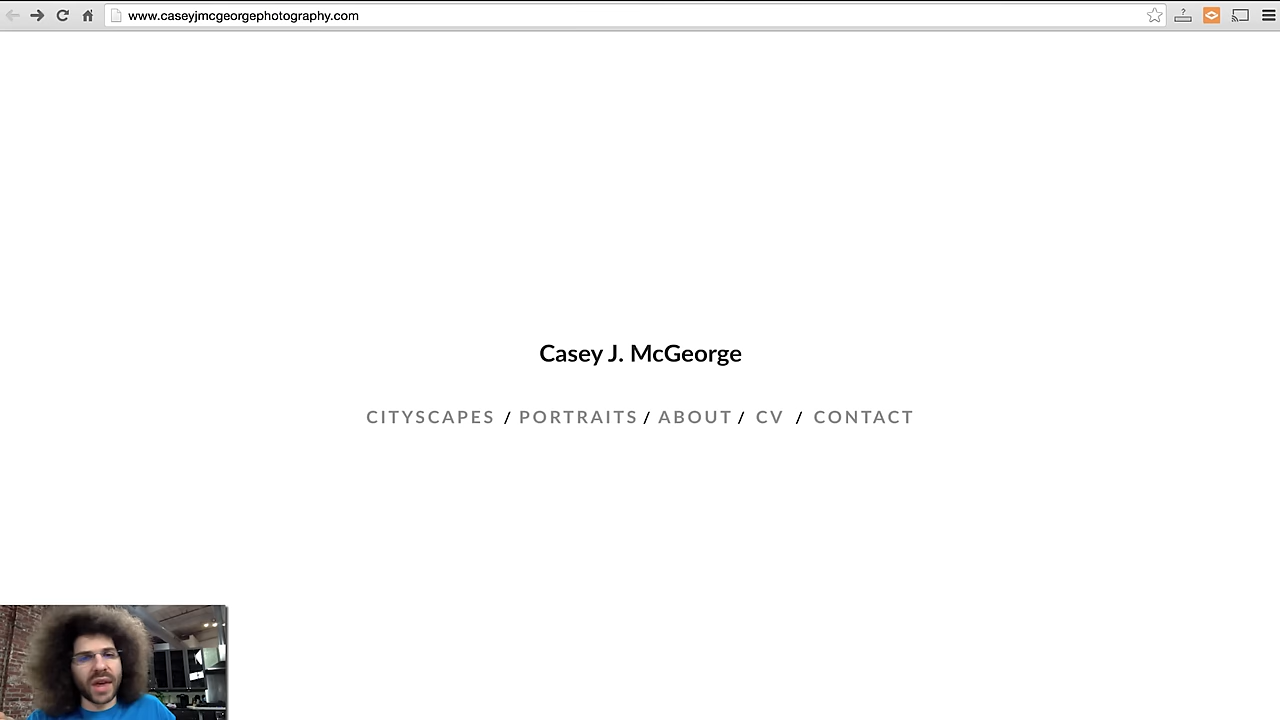 www.caseyjmcgeorgephotography.com
Casey J. McGeorge
CITYSCAPES / PORTRAITS / ABOUT / CV / CONTACT